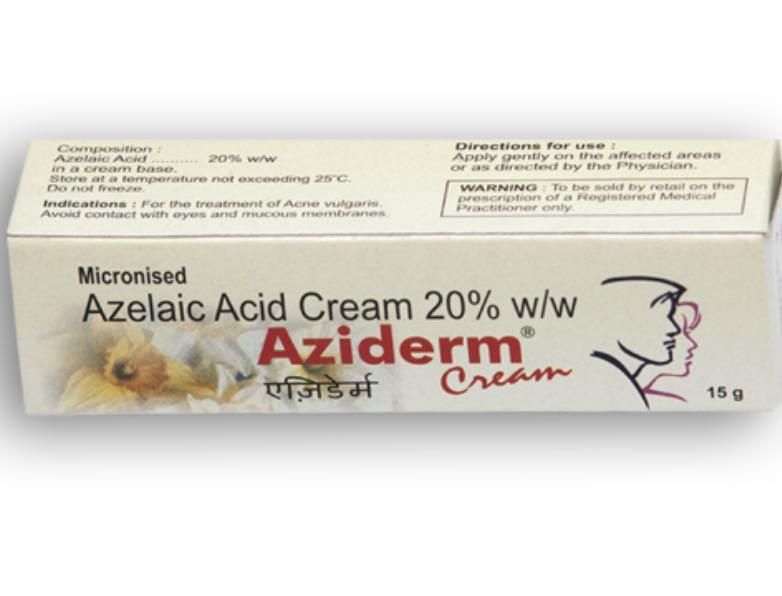 Composition :
Azelaic Acid .......... 20% w/w
in a cream base.
Store at a temperature not exceeding 25°C.
Do not freeze.
Indications : For the treatment of Acne vulgaris.
Avoid contact with eyes and mucous membranes.
Directions for use :
Apply gently on the affected areas
or as directed by the Physician.
WARNING : To be sold by retail on the
prescription of a Registered Medical
Practitioner only.
Micronised
Azelaic Acid Cream 20% w/w
Aziderm®
एज़िडेर्म Cream
15 g